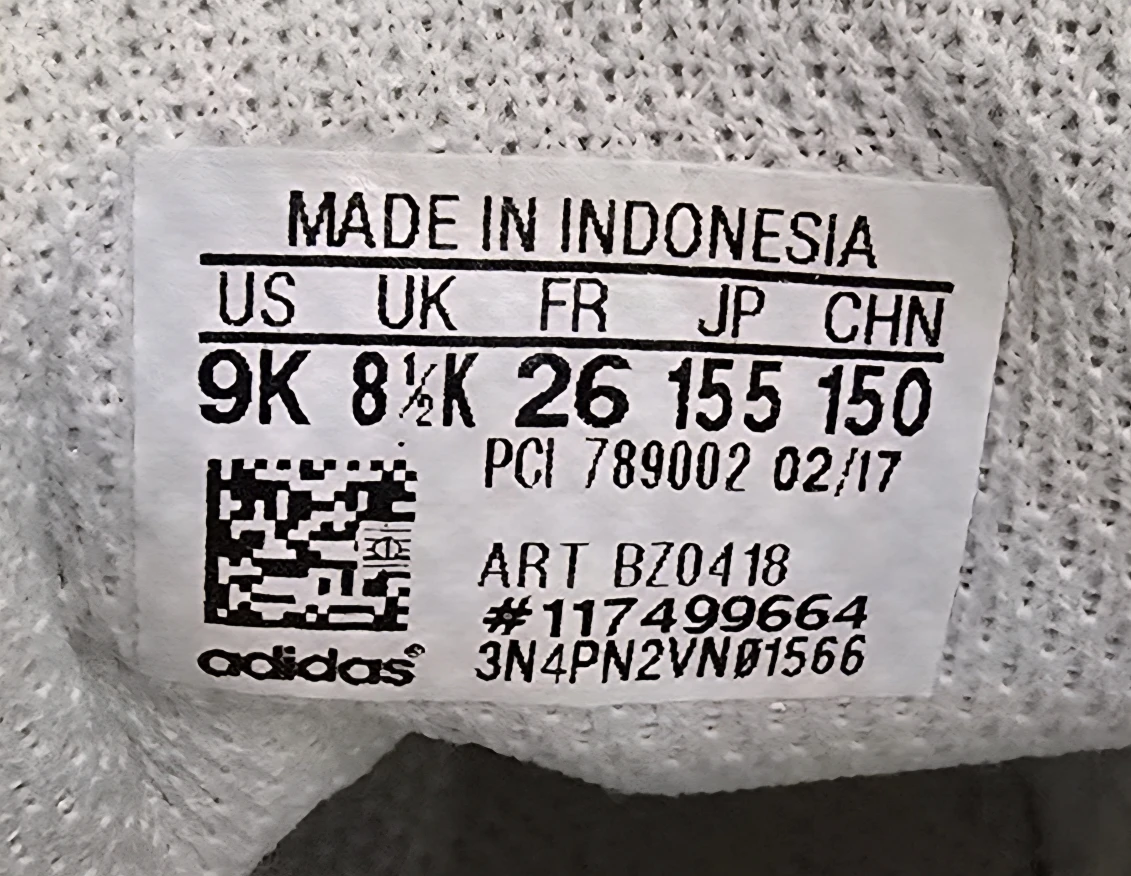 MADE IN INDONESIA
US UK FR JP CHN
9K 8½K 26 155 150
PCI 789002 02/17
ART BZ0418
#117499664
adidas® 3N4PN2VN01566